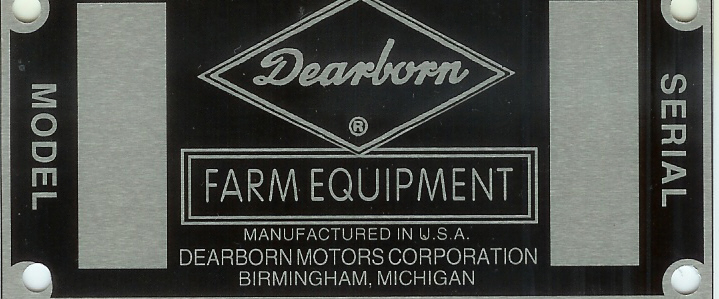 MODEL
Dearborn
®
FARM EQUIPMENT
MANUFACTURED IN U.S.A.
DEARBORN MOTORS CORPORATION
BIRMINGHAM, MICHIGAN
SERIAL